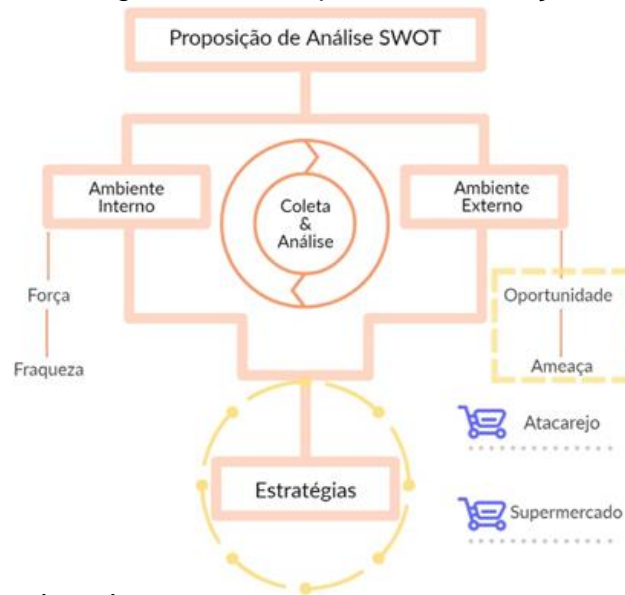 Proposição de Análise SWOT
Ambiente
Interno
Coleta
&
Análise
Ambiente
Externo
Força
Fraqueza
Oportunidade
Ameaça
Atacarejo
Estratégias
Supermercado